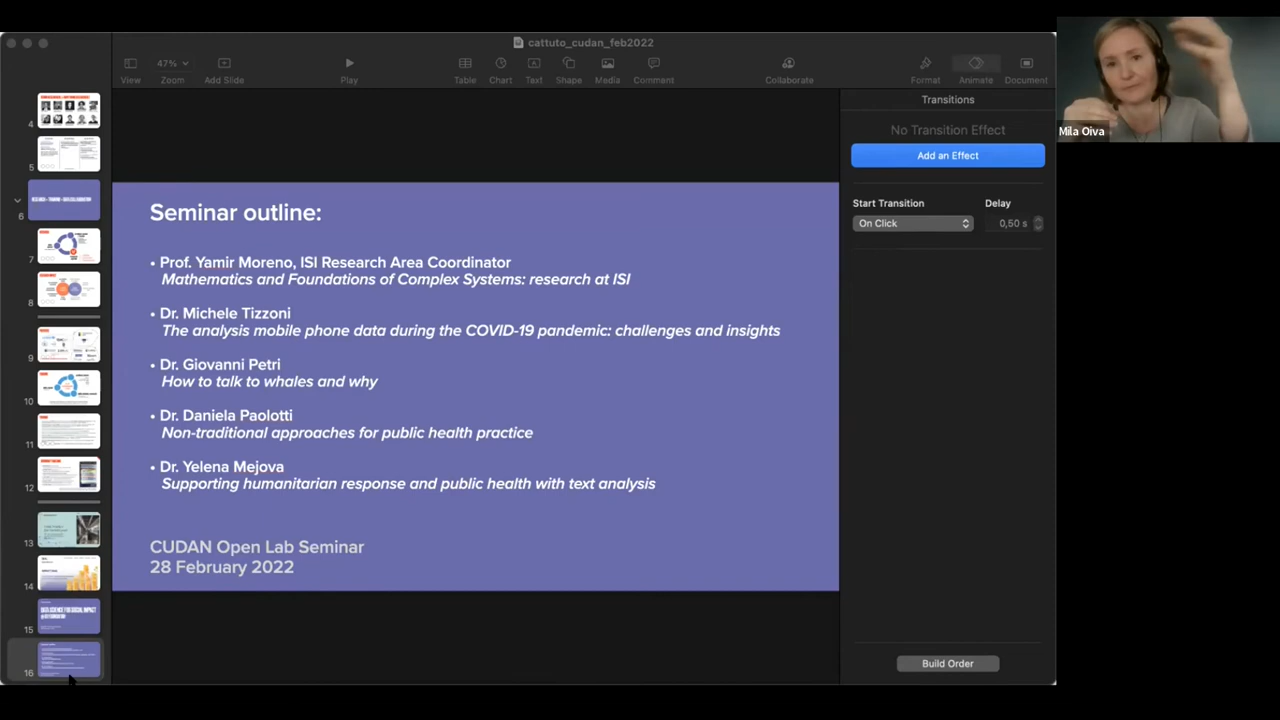 cattuto_cudan_feb2022
47%
View
Zoom
Add Slide
Play
Table
Chart
Text
Shape
Media
Comment
Collaborate
Format
Animate
Document
Transitions
No Transition Effect
Add an Effect
Start Transition
Delay
On Click
0,50 s
Build Order
4
5
6
7
8
9
10
11
12
13
14
15
16
Seminar outline:
• Prof. Yamir Moreno, ISI Research Area Coordinator
Mathematics and Foundations of Complex Systems: research at ISI
• Dr. Michele Tizzoni
The analysis mobile phone data during the COVID-19 pandemic: challenges and insights
• Dr. Giovanni Petri
How to talk to whales and why
• Dr. Daniela Paolotti
Non-traditional approaches for public health practice
• Dr. Yelena Mejova
Supporting humanitarian response and public health with text analysis
CUDAN Open Lab Seminar
28 February 2022
Mila Oiva